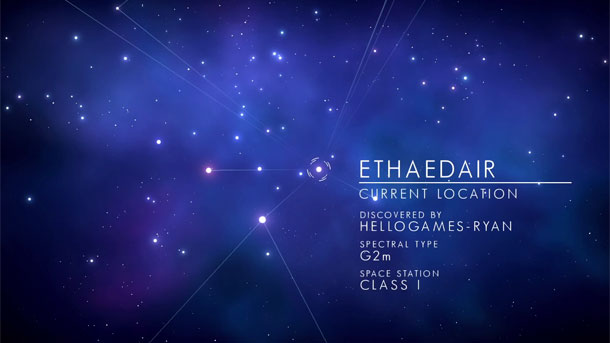 ETHAEDAIR
CURRENT LOCATION
DISCOVERED BY
HELLOGAMES-RYAN
SPECTRAL TYPE
G2m
SPACE STATION
CLASS I